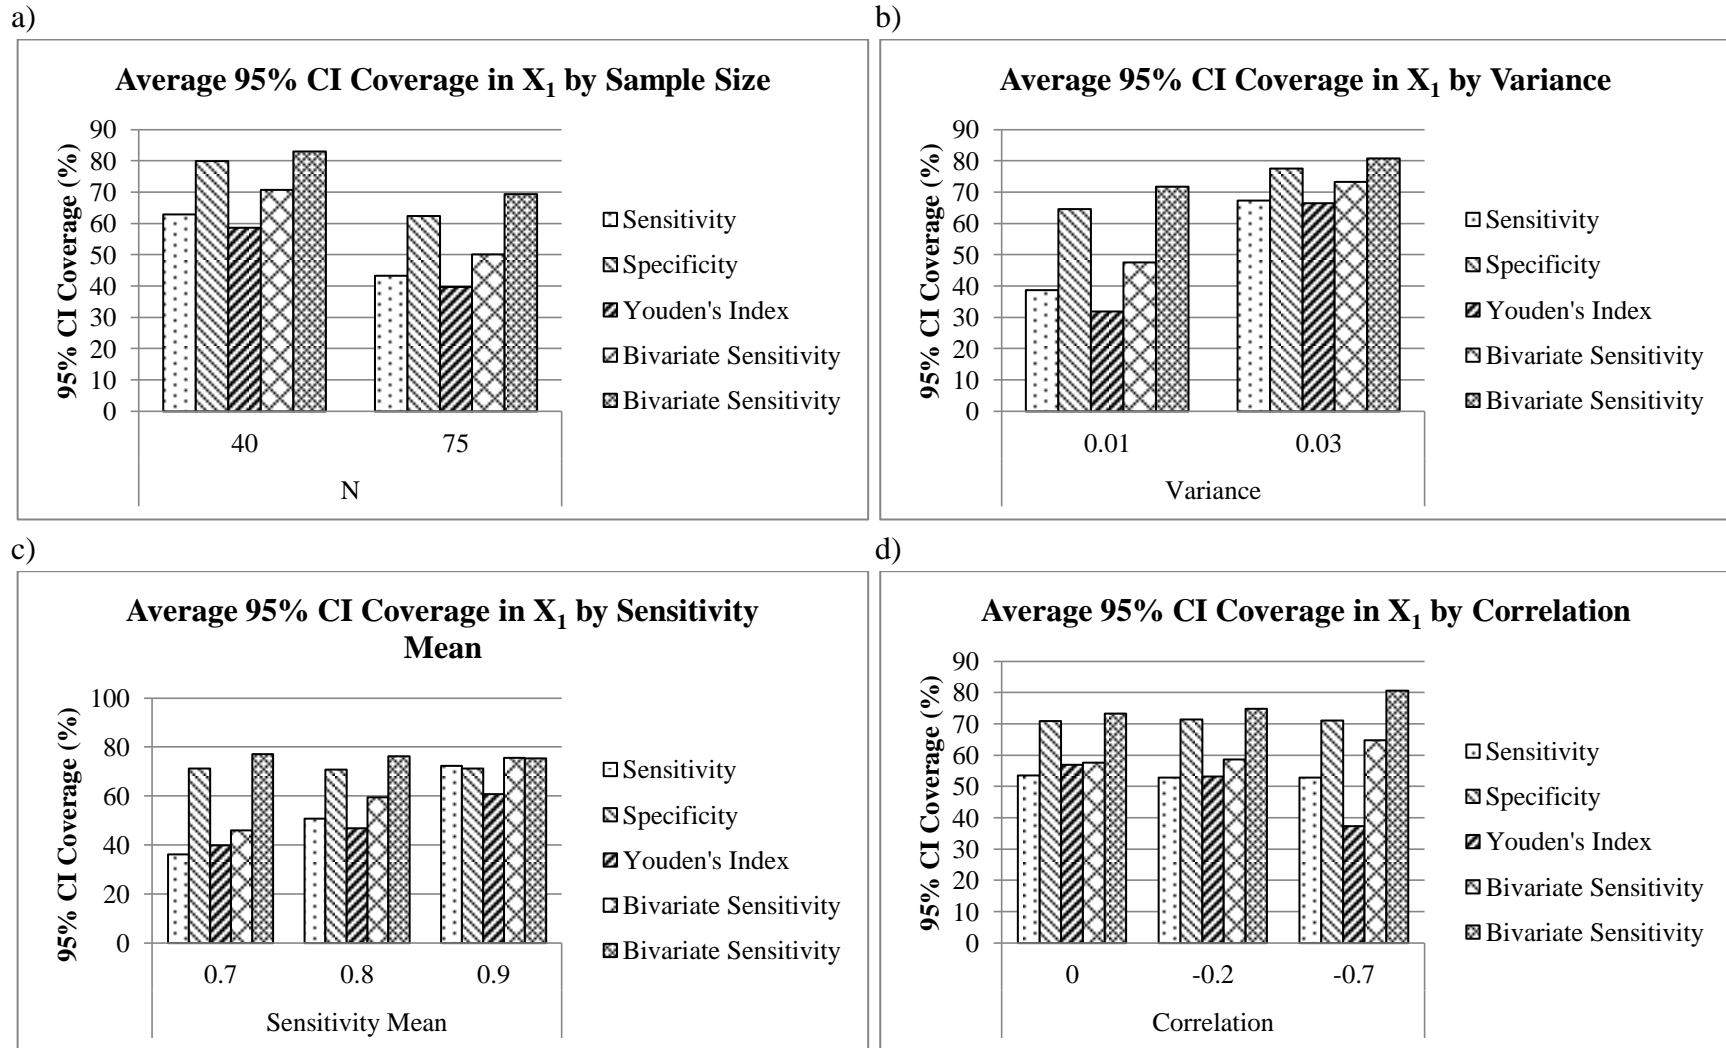 a)
Average 95% CI Coverage in X1 by Sample Size
95% CI Coverage (%)
90
80
70
60
50
40
30
20
10
0
40
75
N
Sensitivity
Specificity
Youden's Index
Bivariate Sensitivity
Bivariate Sensitivity
b)
Average 95% CI Coverage in X1 by Variance
95% CI Coverage (%)
90
80
70
60
50
40
30
20
10
0
0.01
0.03
Variance
Sensitivity
Specificity
Youden's Index
Bivariate Sensitivity
Bivariate Sensitivity
c)
Average 95% CI Coverage in X1 by Sensitivity
Mean
95% CI Coverage (%)
100
80
60
40
20
0
0.7
0.8
0.9
Sensitivity Mean
Sensitivity
Specificity
Youden's Index
Bivariate Sensitivity
Bivariate Sensitivity
d)
Average 95% CI Coverage in X1 by Correlation
95% CI Coverage (%)
90
80
70
60
50
40
30
20
10
0
0
-0.2
-0.7
Correlation
Sensitivity
Specificity
Youden's Index
Bivariate Sensitivity
Bivariate Sensitivity